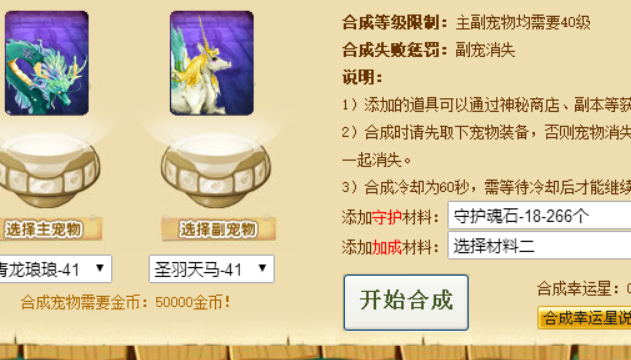 选择主宠物
选择副宠物
青龙琅琅-41
圣羽天马-41
合成宠物需要金币：50000金币！
合成等级限制：主副宠物均需要40级
合成失败惩罚：副宠消失
说明：
1）添加的道具可以通过神秘商店、副本等获
2）合成时请先取下宠物装备，否则宠物消失
一起消失。
3）合成冷却为60秒，需等待冷却后才能继续
添加守护材料：守护魂石-18-266个
添加加成材料：选择材料二
开始合成
合成幸运星：0
合成幸运星说